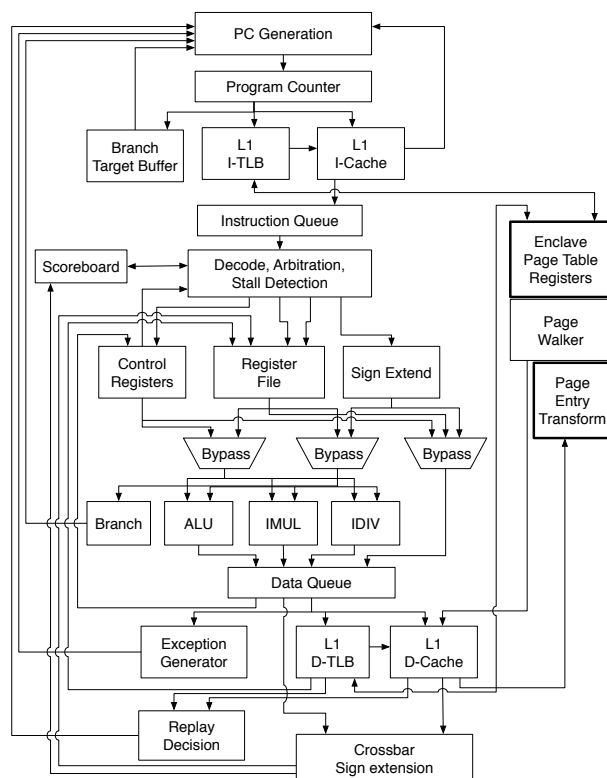 PC Generation
Program Counter
Branch
Target Buffer
L1
I-TLB
L1
I-Cache
Instruction Queue
Scoreboard
Decode, Arbitration,
Stall Detection
Enclave
Page Table
Registers
Page
Walker
Page
Entry
Transform
Control
Registers
Register
File
Sign Extend
Bypass
Bypass
Bypass
Branch
ALU
IMUL
IDIV
Data Queue
Exception
Generator
L1
D-TLB
L1
D-Cache
Replay
Decision
Crossbar
Sign extension